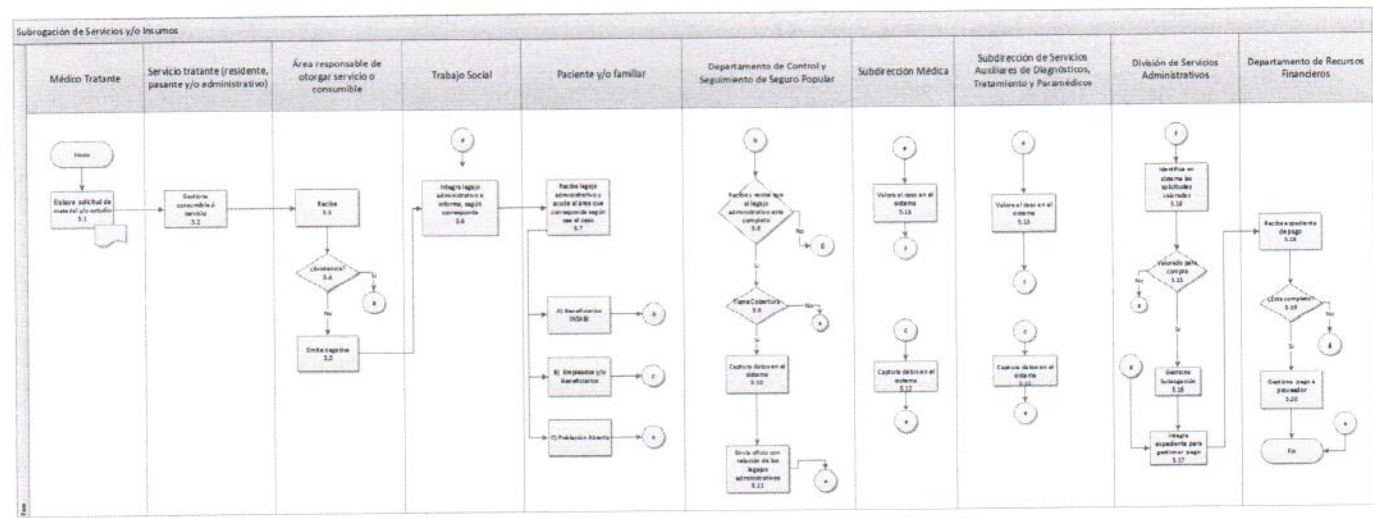 Subrogación de Servicios y/o Insumos
Médico Tratante
Servicio tratante (residente,
pasante y/o administrativo)
Área responsable de
otorgar servicio o
consumible
Trabajo Social
Paciente y/o familiar
Departamento de Control y
Seguimiento de Seguro Popular
Subdirección Médica
Subdirección de Servicios
Auxiliares de Diagnósticos,
Tratamiento y Paramédicos
División de Servicios
Administrativos
Departamento de Recursos
Financieros
Inicio
Elabora solicitud de
material y/o estudio
5.1
Gestiona
consumible ó
servicio
5.2
Recibe
5.3
¿Existencia?
5.4
Si
No
Emite negativa
d
Integra legajo
administrativo e
informa, según
corresponda
5.6
Recibe legajo
administrativo y
acude al área que
corresponde según
sea el caso
5.7
A) Beneficiarios
INSABI
b
B) Empleados y/o
Beneficiarios
c
C) Población Abierta
b
Recibe y revisa que
el legajo
administrativo este
completo
5.8
No
d
Si
Tiene Cobertura
5.9
No
Si
Captura datos en el
sistema
5.10
Envía oficio con
relación de los
legajos
administrativos
5.11
Valora el caso en el
sistema
c
Captura datos en el
sistema
5.12
Valora el caso en el
sistema
c
Captura datos en el
sistema
f
Identifica en
sistema las
solicitudes
valoradas
5.14
Valorado para
compra
5.15
No
Si
Gestiona
Subrogación
5.16
g
Integra
expediente para
gestionar pago
5.17
Recibe expediente
de pago
5.18
¿Esta completo?
5.19
No
g
Si
Gestiona pago a
proveedor
5.20
Fin
Fase